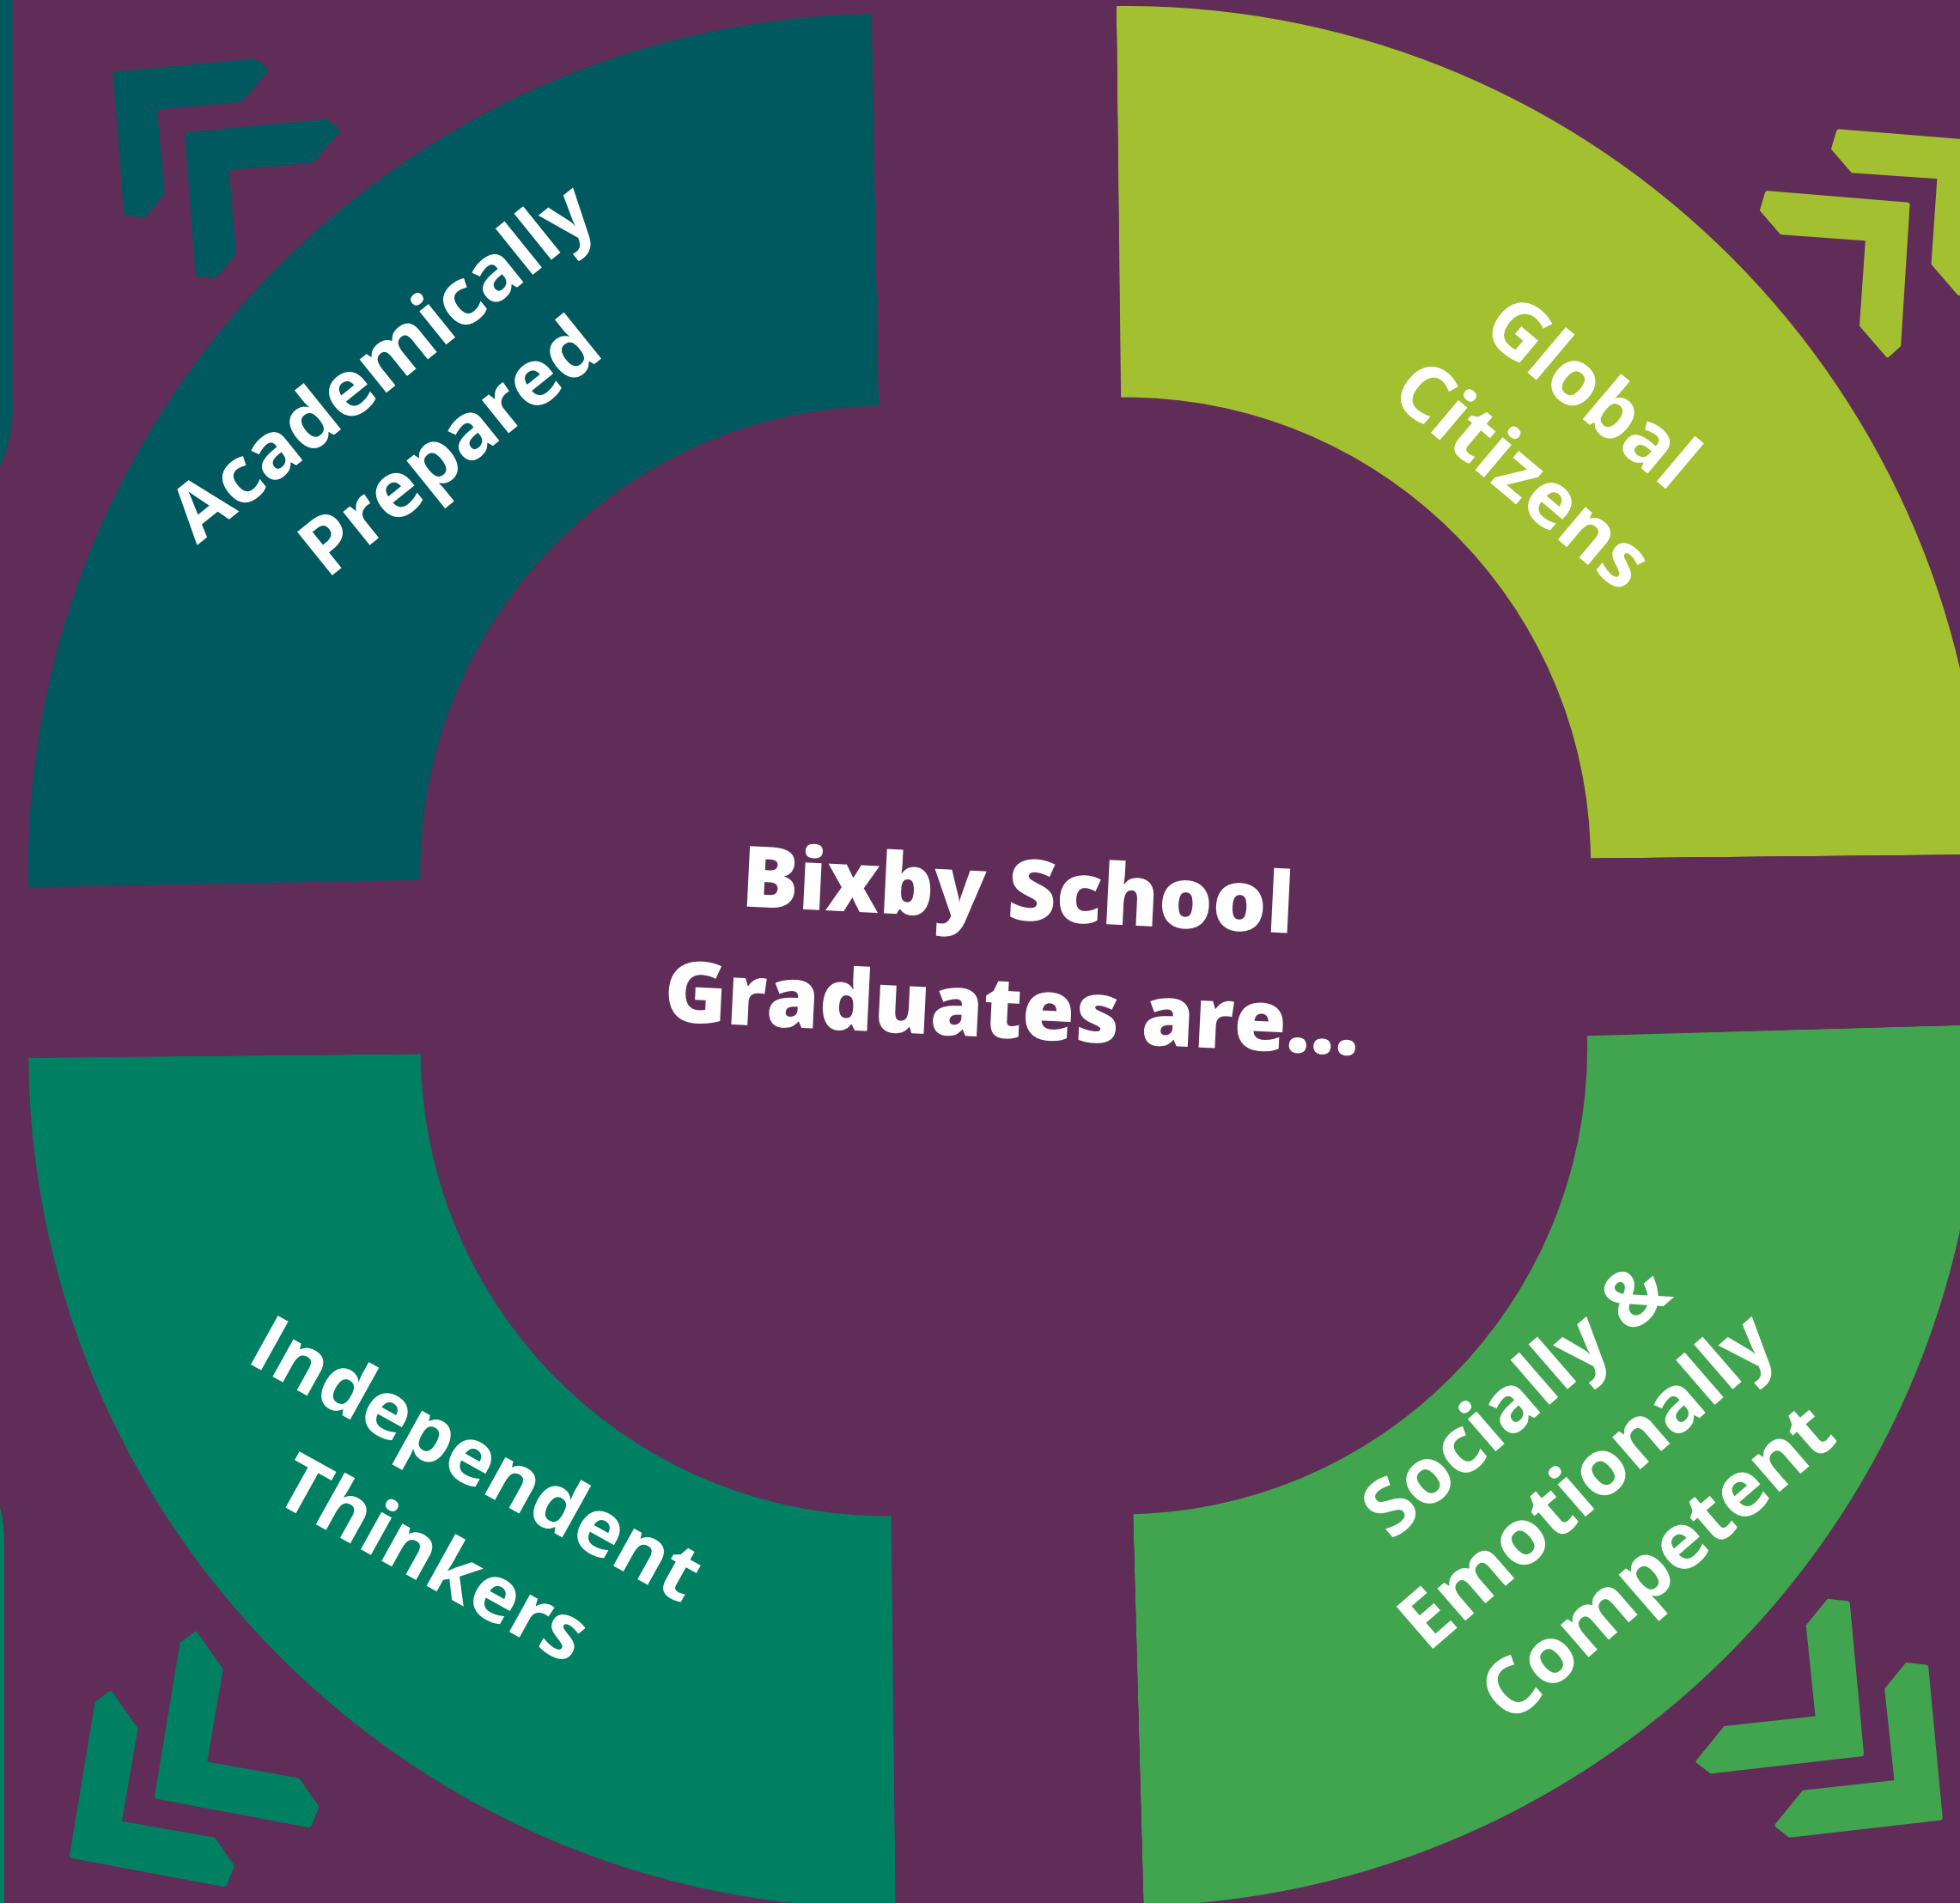 Academically
Prepared
Global
Citizens
Bixby School
Graduates are...
Independent
Thinkers
Socially &
Emotionally
Competent